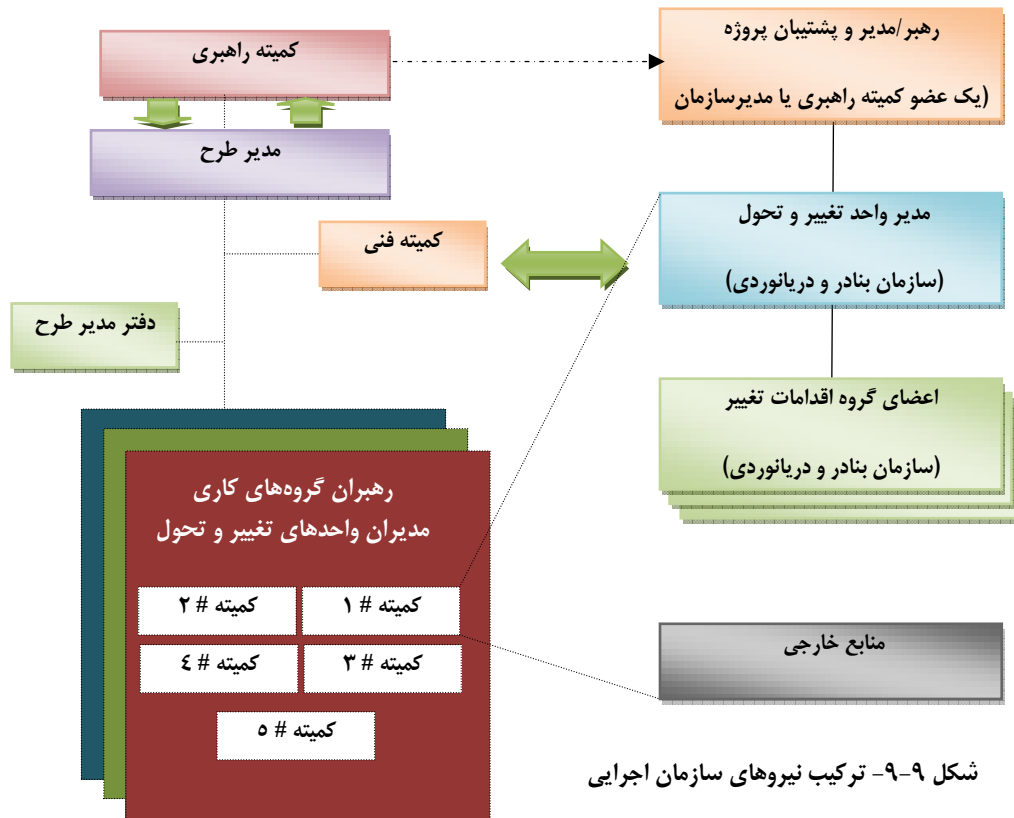 رهبر/مدیر و پشتیبان پروژه
(یک عضو کمیته راهبری یا مدیرسازمان
کمیته راهبری
مدیر طرح
مدیر واحد تغییر و تحول
(سازمان بنادر و دریانوردی)
کمیته فنی
دفتر مدیر طرح
اعضای گروه اقدامات تغییر
(سازمان بنادر و دریانوردی)
رهبران گروه‌های کاری
مدیران واحدهای تغییر و تحول
کمیته # ۱
کمیته # ۲
کمیته # ۳
کمیته # ٤
کمیته # ۵
منابع خارجی
شکل ۹-۹- ترکیب نیروهای سازمان اجرایی